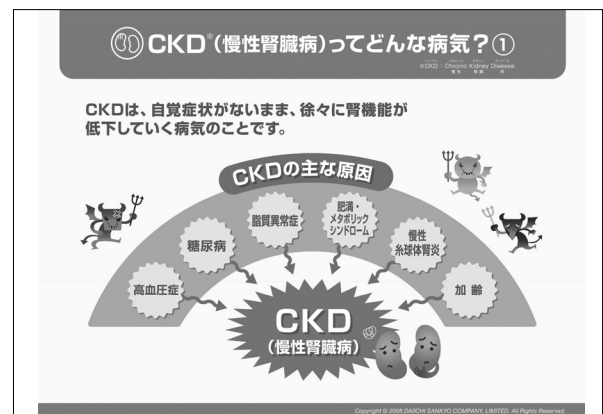 CKD※(慢性腎臓病)ってどんな病気?①
※CKD:Chronic Kidney Disease
慢性 腎臓 病
CKDは、自覚症状がないまま、徐々に腎機能が
低下していく病気のことです。
CKDの主な原因
高血圧症
糖尿病
脂質異常症
肥満・
メタボリック
シンドローム
慢性
糸球体腎炎
加齢
CKD
(慢性腎臓病)
Copyright © 2008 DAIICHI SANKYO COMPANY, LIMITED. All Rights Reserved.